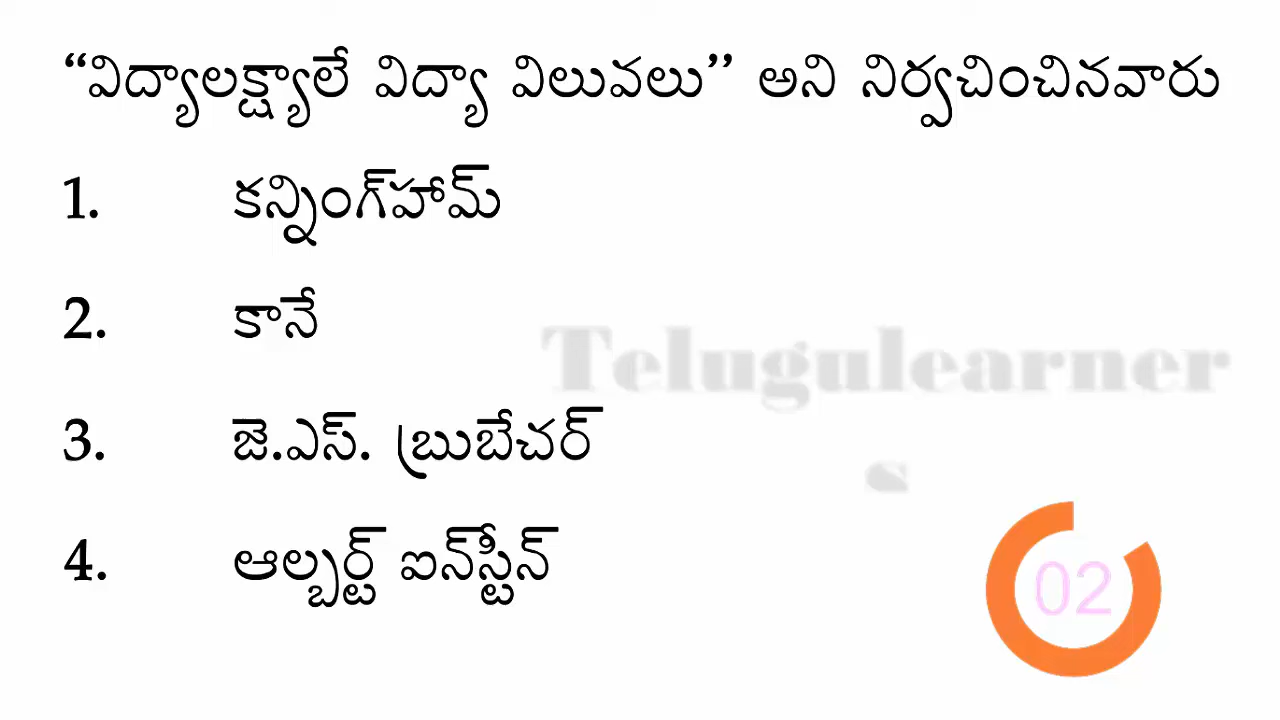 “విద్యాలక్ష్యాలే విద్యా విలువలు’’ అని నిర్వచించినవారు
1. కన్నింగ్‌హామ్
2. కానే
3. జె.ఎస్. బ్రుబేచర్
4. ఆల్బర్ట్ ఐన్‌స్టీన్
Telugulearner
s
02